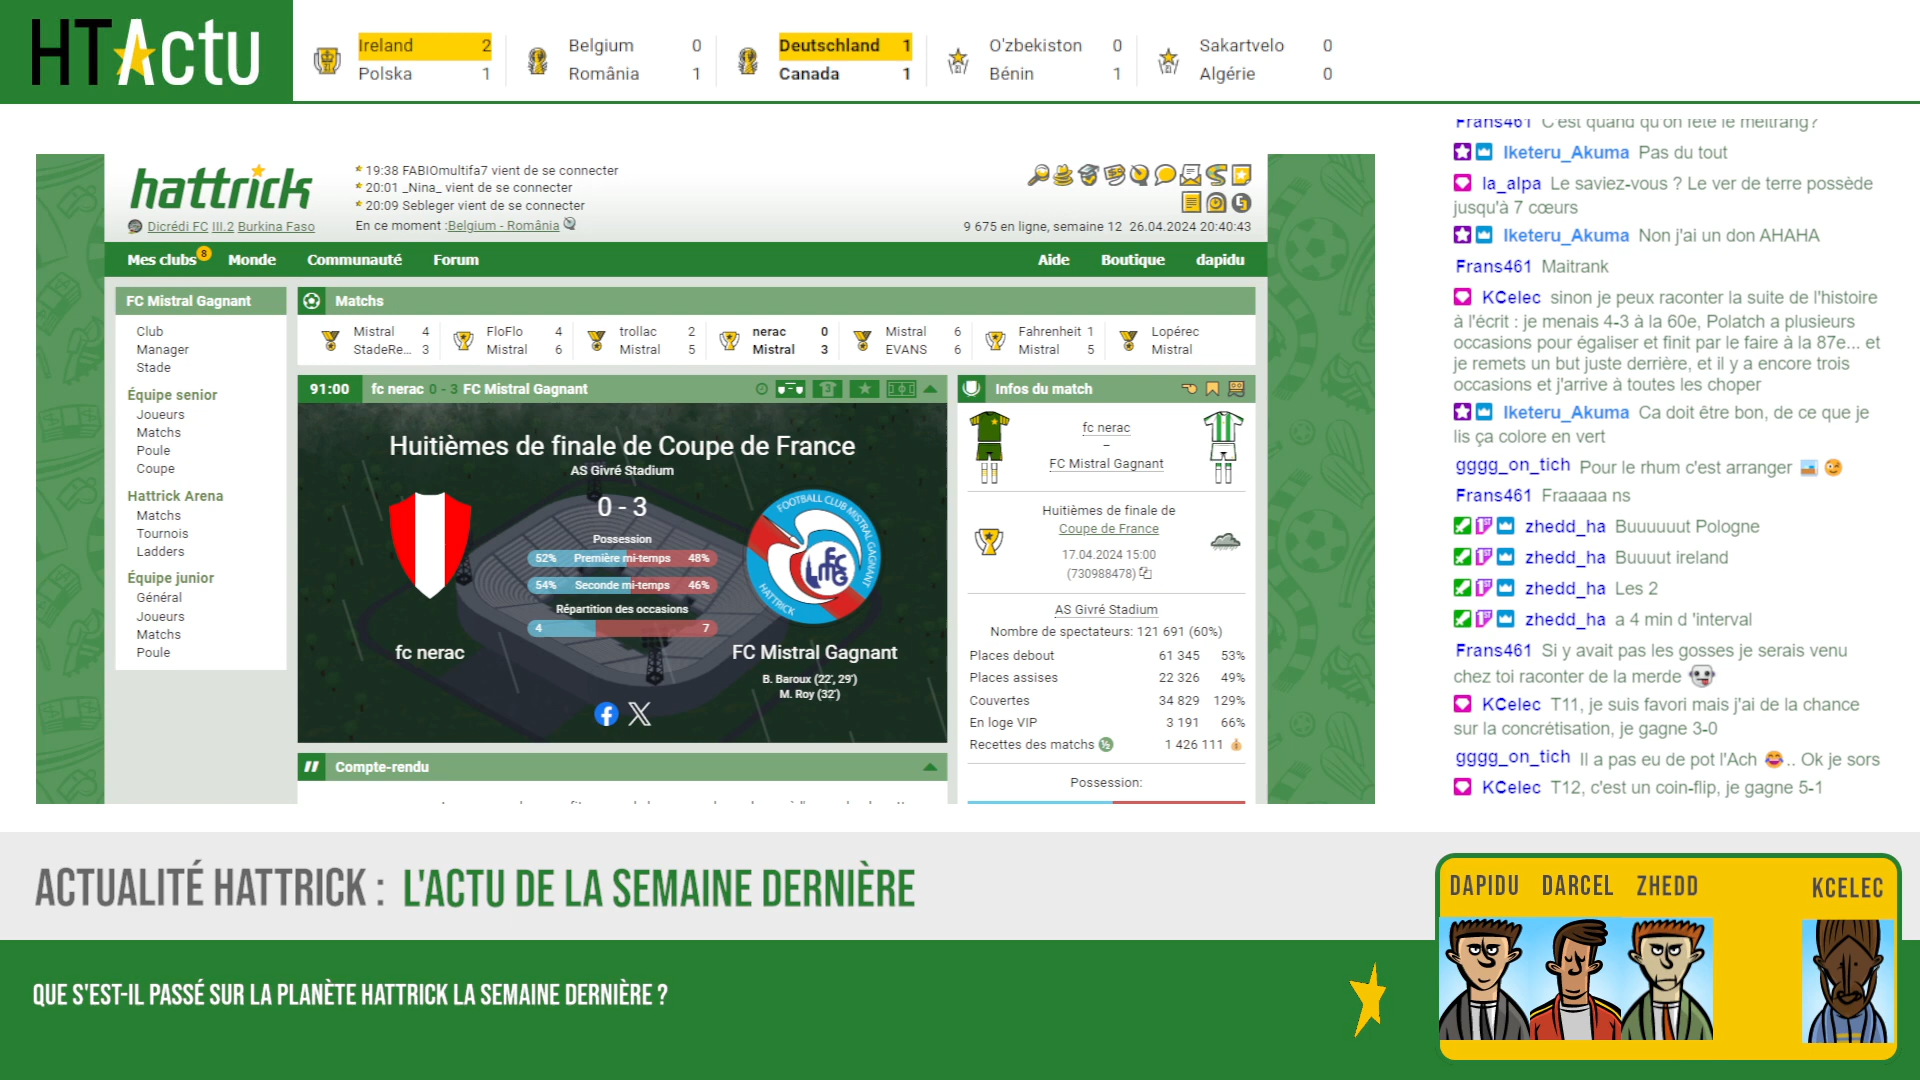 HT Actu
Ireland 2
Polska 1
Belgium 0
România 1
Deutschland 1
Canada 1
O'zbekiston 0
Bénin 1
Sakartvelo 0
Algérie 0
hattrick
Dicrédi FC III.2 Burkina Faso
19:38 FABIOmultifa7 vient de se connecter
20:01 _Nina_ vient de se connecter
20:09 Sebleger vient de se connecter
En ce moment :Belgium - România
9 675 en ligne, semaine 12 26.04.2024 20:40:43
Mes clubs 8 Monde Communauté Forum Aide Boutique dapidu
FC Mistral Gagnant
Club
Manager
Stade
Équipe senior
Joueurs
Matchs
Poule
Coupe
Hattrick Arena
Matchs
Tournois
Ladders
Équipe junior
Général
Joueurs
Matchs
Poule
Matchs
Mistral 4
StadeRe... 3
FloFlo 4
Mistral 6
trollac 2
Mistral 5
nerac 0
Mistral 3
Mistral 6
EVANS 6
Fahrenheit 1
Mistral 5
Lopérec
Mistral
91:00 fc nerac 0 - 3 FC Mistral Gagnant
Huitièmes de finale de Coupe de France
AS Givré Stadium
0 - 3
Possession
52% Première mi-temps 48%
54% Seconde mi-temps 46%
Répartition des occasions
4 7
fc nerac
FC Mistral Gagnant
B. Baroux (22', 29')
M. Roy (32')
FOOTBALL CLUB MISTRAL GAGNANT
HATTRICK
Compte-rendu
Infos du match
fc nerac
–
FC Mistral Gagnant
Huitièmes de finale de
Coupe de France
17.04.2024 15:00
(730988478)
AS Givré Stadium
Nombre de spectateurs: 121 691 (60%)
Places debout 61 345 53%
Places assises 22 326 49%
Couvertes 34 829 129%
En loge VIP 3 191 66%
Recettes des matchs ½ 1 426 111
Possession:
Frans461 C'est quand qu'on fete le meitrang?
Iketeru_Akuma Pas du tout
la_alpa Le saviez-vous ? Le ver de terre possède
jusqu'à 7 cœurs
Iketeru_Akuma Non j'ai un don AHAHA
Frans461 Maitrank
KCelec sinon je peux raconter la suite de l'histoire
à l'écrit : je menais 4-3 à la 60e, Polatch a plusieurs
occasions pour égaliser et finit par le faire à la 87e... et
je remets un but juste derrière, et il y a encore trois
occasions et j'arrive à toutes les choper
Iketeru_Akuma Ca doit être bon, de ce que je
lis ça colore en vert
gggg_on_tich Pour le rhum c'est arranger
Frans461 Fraaaaa ns
zhedd_ha Buuuuuut Pologne
zhedd_ha Buuuut ireland
zhedd_ha Les 2
zhedd_ha a 4 min d 'interval
Frans461 Si y avait pas les gosses je serais venu
chez toi raconter de la merde
KCelec T11, je suis favori mais j'ai de la chance
sur la concrétisation, je gagne 3-0
gggg_on_tich Il a pas eu de pot l'Ach .. Ok je sors
KCelec T12, c'est un coin-flip, je gagne 5-1
ACTUALITÉ HATTRICK : L'ACTU DE LA SEMAINE DERNIÈRE
QUE S'EST-IL PASSÉ SUR LA PLANÈTE HATTRICK LA SEMAINE DERNIÈRE ?
DAPIDU DARCEL ZHEDD KCELEC